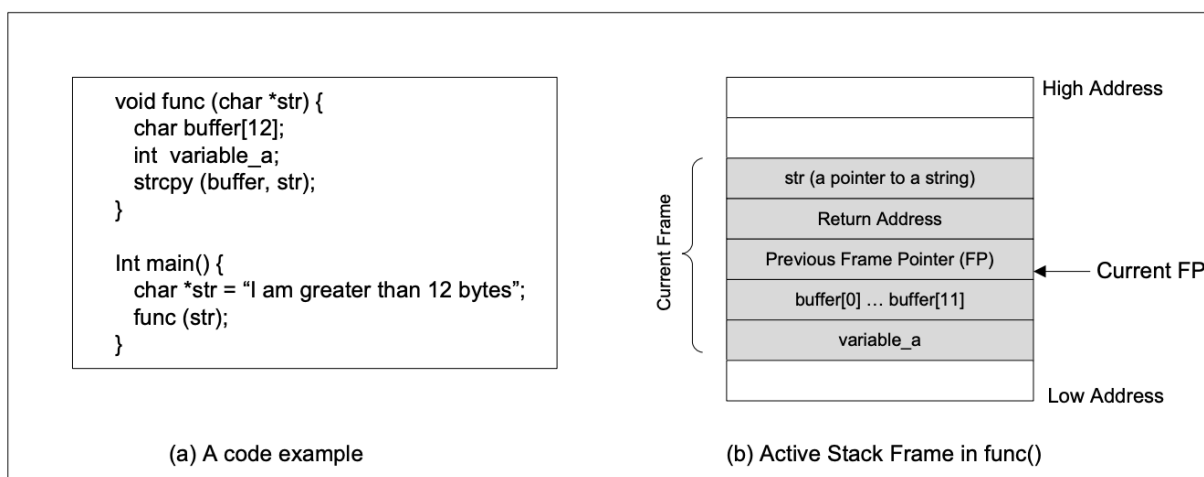 void func (char *str) {
char buffer[12];
int variable_a;
strcpy (buffer, str);
}
Int main() {
char *str = “I am greater than 12 bytes”;
func (str);
}
(a) A code example
High Address
Current Frame
str (a pointer to a string)
Return Address
Previous Frame Pointer (FP)
Current FP
buffer[0] … buffer[11]
variable_a
Low Address
(b) Active Stack Frame in func()